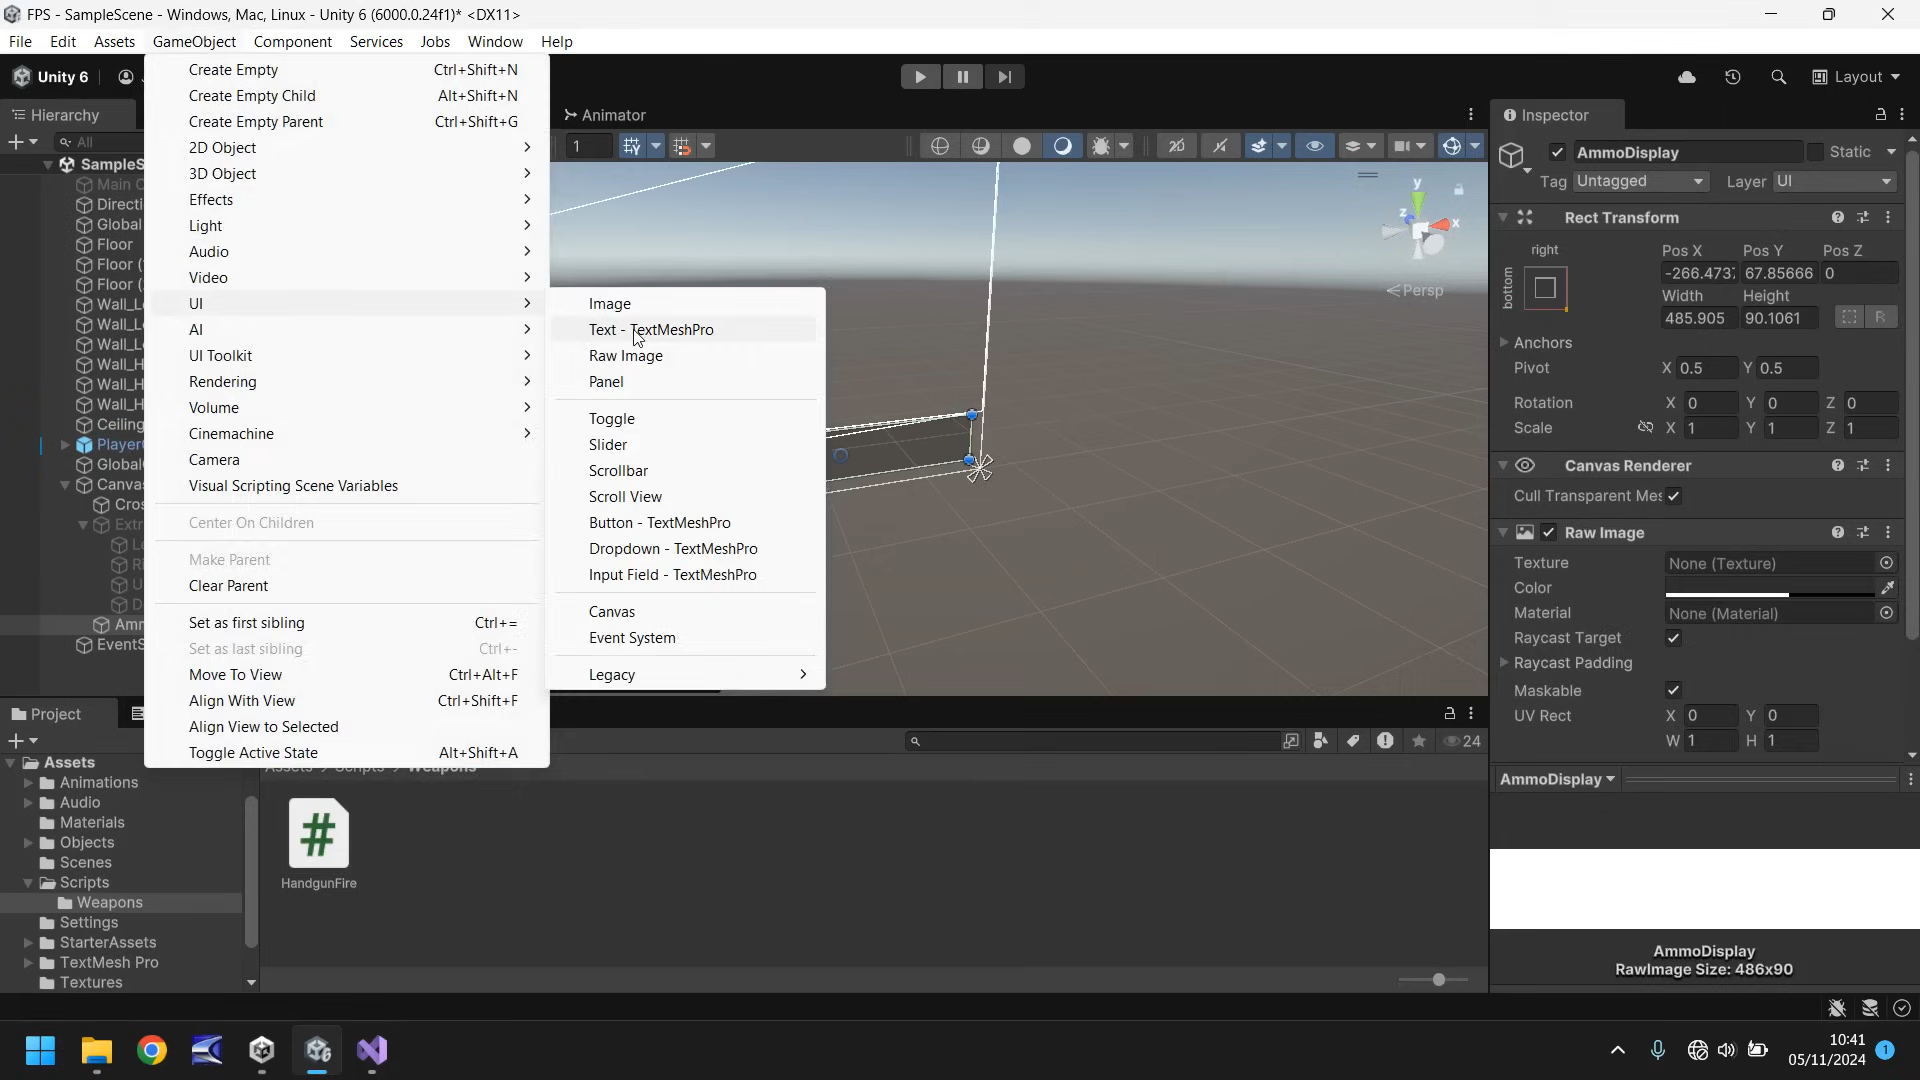 FPS - SampleScene - Windows, Mac, Linux - Unity 6 (6000.0.24f1)* <DX11>
File Edit Assets GameObject Component Services Jobs Window Help
Unity 6
Layout
Hierarchy
Animator
Inspector
All
1
SampleS
Main C
Directi
Global
Floor
Floor (
Floor (
Wall_L
Wall_L
Wall_L
Wall_H
Wall_H
Wall_H
Ceiling
Player
Global
Canva
Cros
Extr
L
Ri
U
D
Amm
EventS
Create Empty Ctrl+Shift+N
Create Empty Child Alt+Shift+N
Create Empty Parent Ctrl+Shift+G
2D Object
3D Object
Effects
Light
Audio
Video
UI
AI
UI Toolkit
Rendering
Volume
Cinemachine
Camera
Visual Scripting Scene Variables
Center On Children
Make Parent
Clear Parent
Set as first sibling Ctrl+=
Set as last sibling Ctrl+-
Move To View Ctrl+Alt+F
Align With View Ctrl+Shift+F
Align View to Selected
Toggle Active State Alt+Shift+A
Image
Text - TextMeshPro
Raw Image
Panel
Toggle
Slider
Scrollbar
Scroll View
Button - TextMeshPro
Dropdown - TextMeshPro
Input Field - TextMeshPro
Canvas
Event System
Legacy
y
z
x
Persp
AmmoDisplay Static
Tag Untagged Layer UI
Rect Transform
right
bottom
Pos X Pos Y Pos Z
-266.473 67.85666 0
Width Height
485.905 90.1061 R
Anchors
Pivot X 0.5 Y 0.5
Rotation X 0 Y 0 Z 0
Scale X 1 Y 1 Z 1
Canvas Renderer
Cull Transparent Mes
Raw Image
Texture None (Texture)
Color
Material None (Material)
Raycast Target
Raycast Padding
Maskable
UV Rect X 0 Y 0
W 1 H 1
AmmoDisplay
AmmoDisplay
RawImage Size: 486x90
Project
24
Assets
Animations
Audio
Materials
Objects
Scenes
Scripts
Weapons
Settings
StarterAssets
TextMesh Pro
Textures
Assets Scripts Weapons
#
HandgunFire
10:41
05/11/2024
1